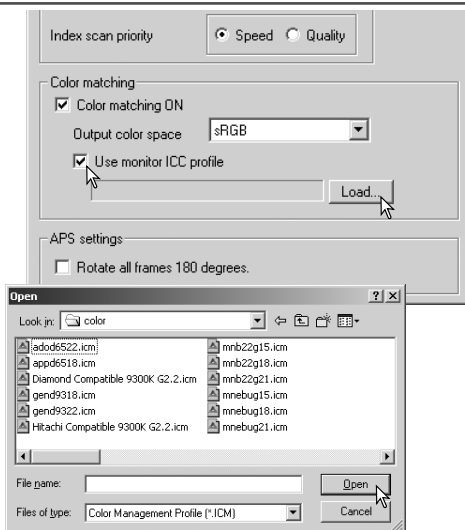 Index scan priority Speed Quality
Color matching
Color matching ON
Output color space sRGB
Use monitor ICC profile
Load...
APS settings
Rotate all frames 180 degrees.
Open
Look in: color
adod6522.icm mnb22g15.icm
appd6518.icm mnb22g18.icm
Diamond Compatible 9300K G2.2.icm mnb22g21.icm
gend9318.icm mnebug15.icm
gend9322.icm mnebug18.icm
Hitachi Compatible 9300K G2.2.icm mnebug21.icm
File name: Open
Files of type: Color Management Profile (*.ICM) Cancel